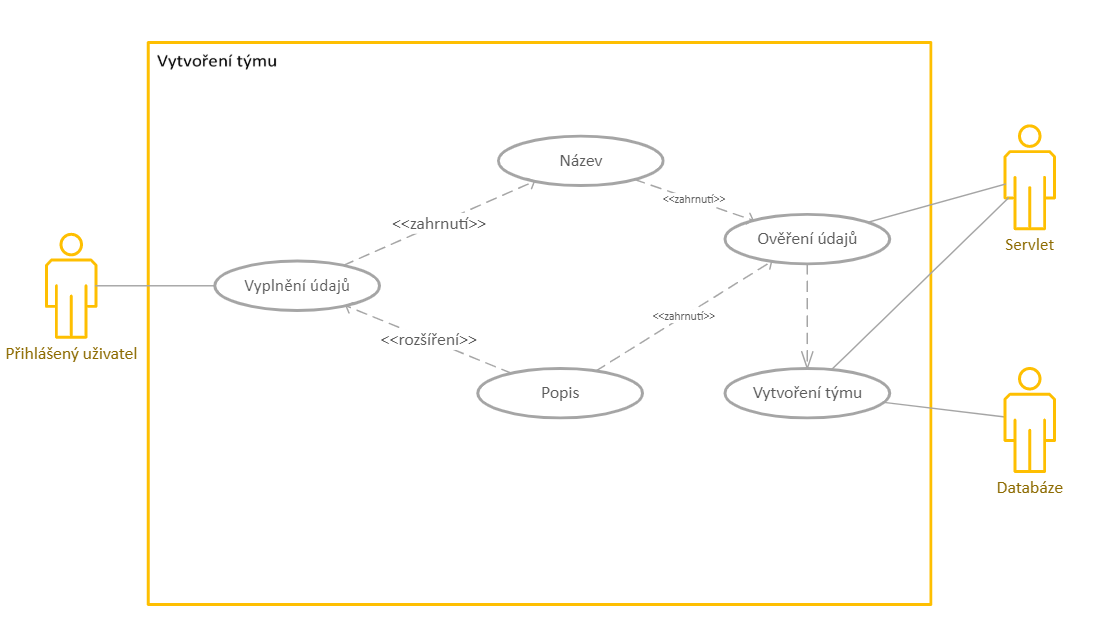 Vytvoření týmu
Název
<<zahrnutí>>
<<zahrnutí>>
Ověření údajů
Servlet
Vyplnění údajů
<<zahrnutí>>
<<rozšíření>>
Přihlášený uživatel
Popis
Vytvoření týmu
Databáze